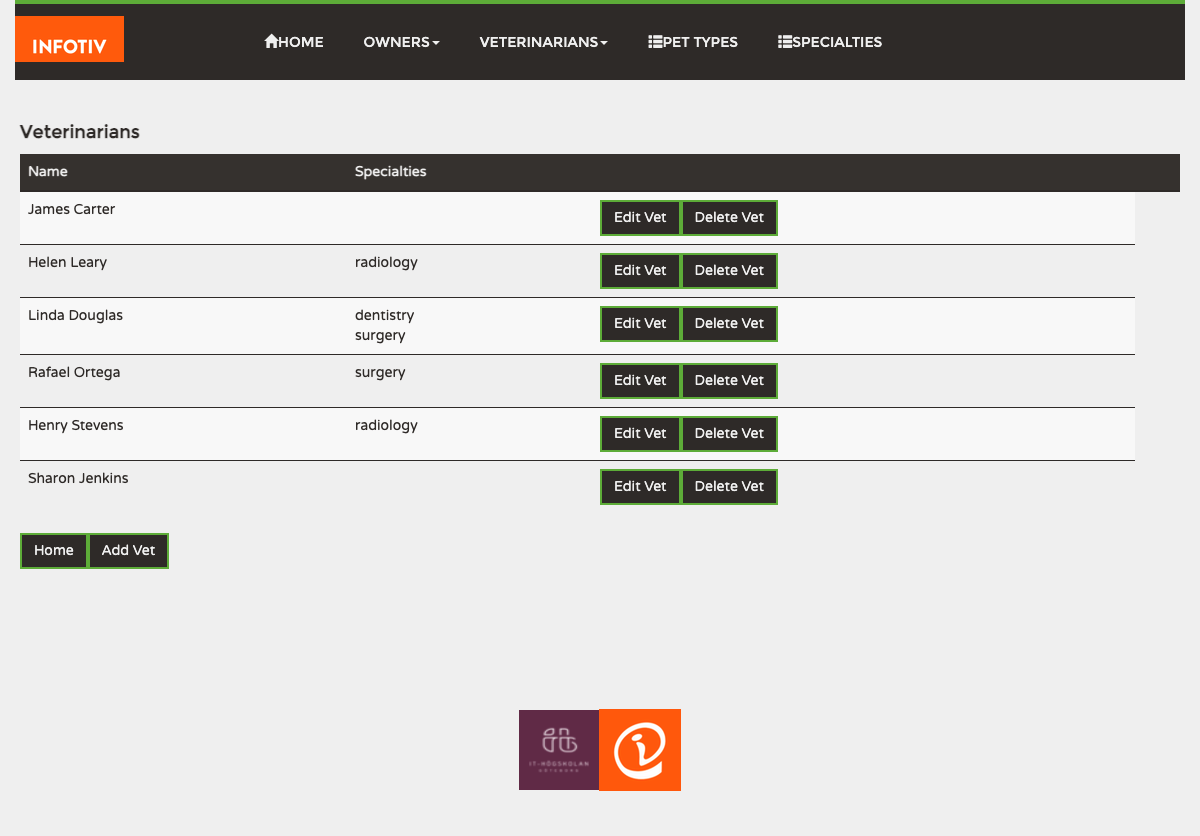 INFOTIV HOME OWNERS VETERINARIANS PET TYPES SPECIALTIES
Veterinarians
Name Specialties
James Carter Edit Vet Delete Vet
Helen Leary radiology Edit Vet Delete Vet
Linda Douglas dentistry Edit Vet Delete Vet
surgery
Rafael Ortega surgery Edit Vet Delete Vet
Henry Stevens radiology Edit Vet Delete Vet
Sharon Jenkins Edit Vet Delete Vet
Home Add Vet
IT-HÖGSKOLAN
GÖTEBORG